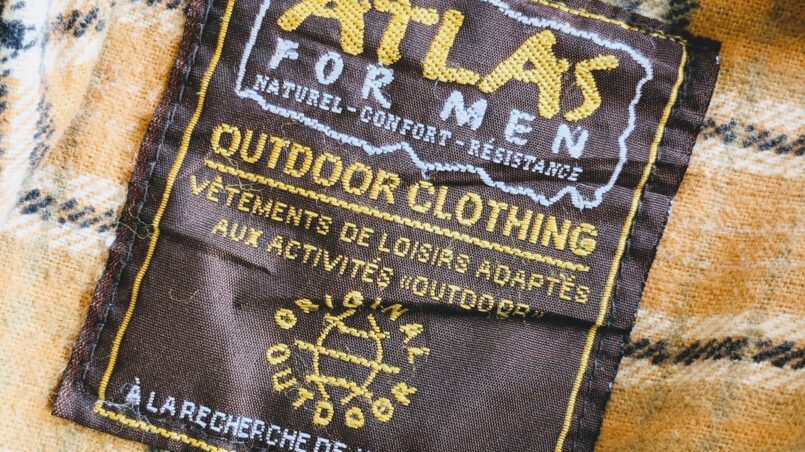 ATLAS
FOR MEN
NATUREL-CONFORT-RÉSISTANCE
OUTDOOR CLOTHING
VÊTEMENTS DE LOISIRS ADAPTÉS
AUX ACTIVITÉS "OUTDOOR"
ORIGINAL
OUTDOOR
À LA RECHERCHE DE